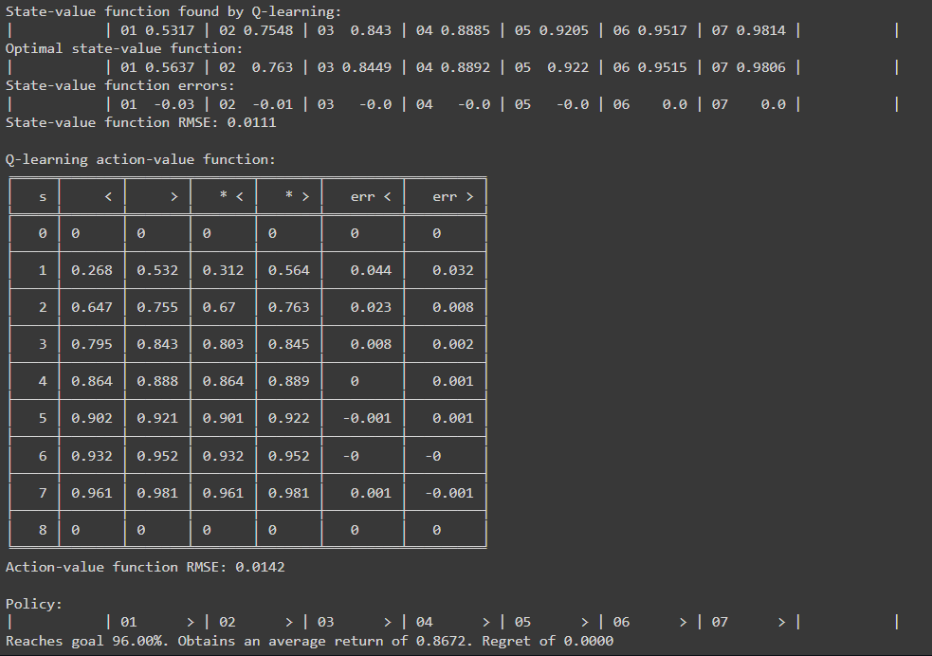 State-value function found by Q-learning:
|          | 01 0.5317 | 02 0.7548 | 03  0.843 | 04 0.8885 | 05 0.9205 | 06 0.9517 | 07 0.9814 |          |
Optimal state-value function:
|          | 01 0.5637 | 02  0.763 | 03 0.8449 | 04 0.8892 | 05  0.922 | 06 0.9515 | 07 0.9806 |          |
State-value function errors:
|          | 01  -0.03 | 02  -0.01 | 03   -0.0 | 04   -0.0 | 05   -0.0 | 06    0.0 | 07    0.0 |          |
State-value function RMSE: 0.0111
Q-learning action-value function:
s < > * < * > err < err >
0 0 0 0 0 0 0
1 0.268 0.532 0.312 0.564 0.044 0.032
2 0.647 0.755 0.67 0.763 0.023 0.008
3 0.795 0.843 0.803 0.845 0.008 0.002
4 0.864 0.888 0.864 0.889 0 0.001
5 0.902 0.921 0.901 0.922 -0.001 0.001
6 0.932 0.952 0.932 0.952 -0 -0
7 0.961 0.981 0.961 0.981 0.001 -0.001
8 0 0 0 0 0 0
Action-value function RMSE: 0.0142
Policy:
|          | 01      > | 02      > | 03      > | 04      > | 05      > | 06      > | 07      > |          |
Reaches goal 96.00%. Obtains an average return of 0.8672. Regret of 0.0000